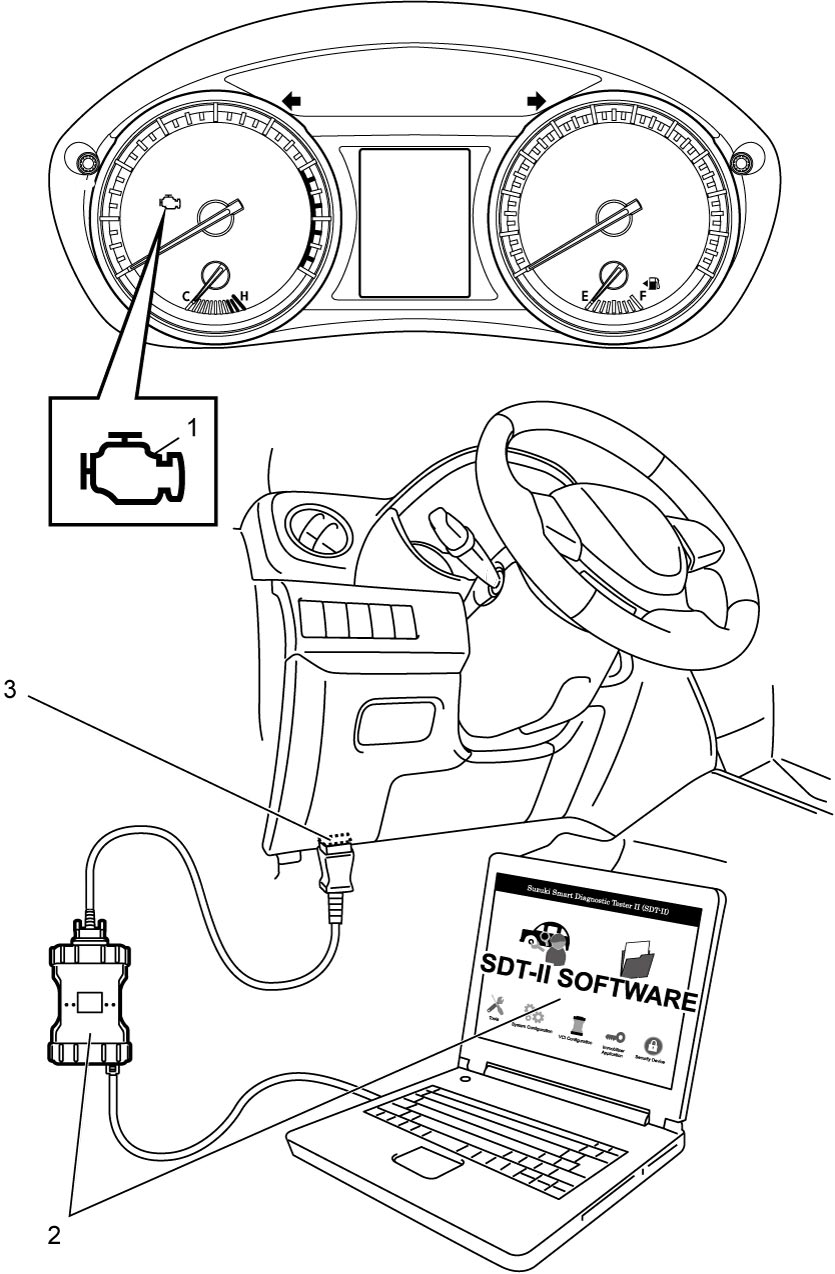 C
H
E
F
1
3
Suzuki Smart Diagnostic Tester II (SDT-II)
SDT-II SOFTWARE
Tools
System Configuration
VCI Configuration
Immobilizer
Application
Security Device
2